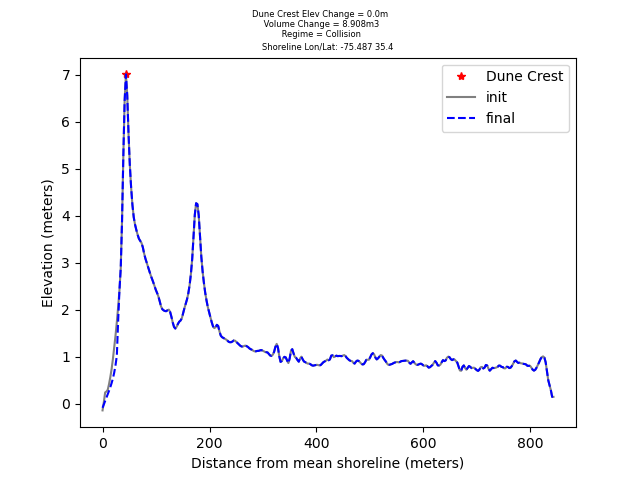 Dune Crest Elev Change = 0.0m
Volume Change = 8.908m3
Regime = Collision
Shoreline Lon/Lat: -75.487 35.4
Dune Crest
init
final
7
6
5
4
3
2
1
0
Elevation (meters)
0 200 400 600 800
Distance from mean shoreline (meters)